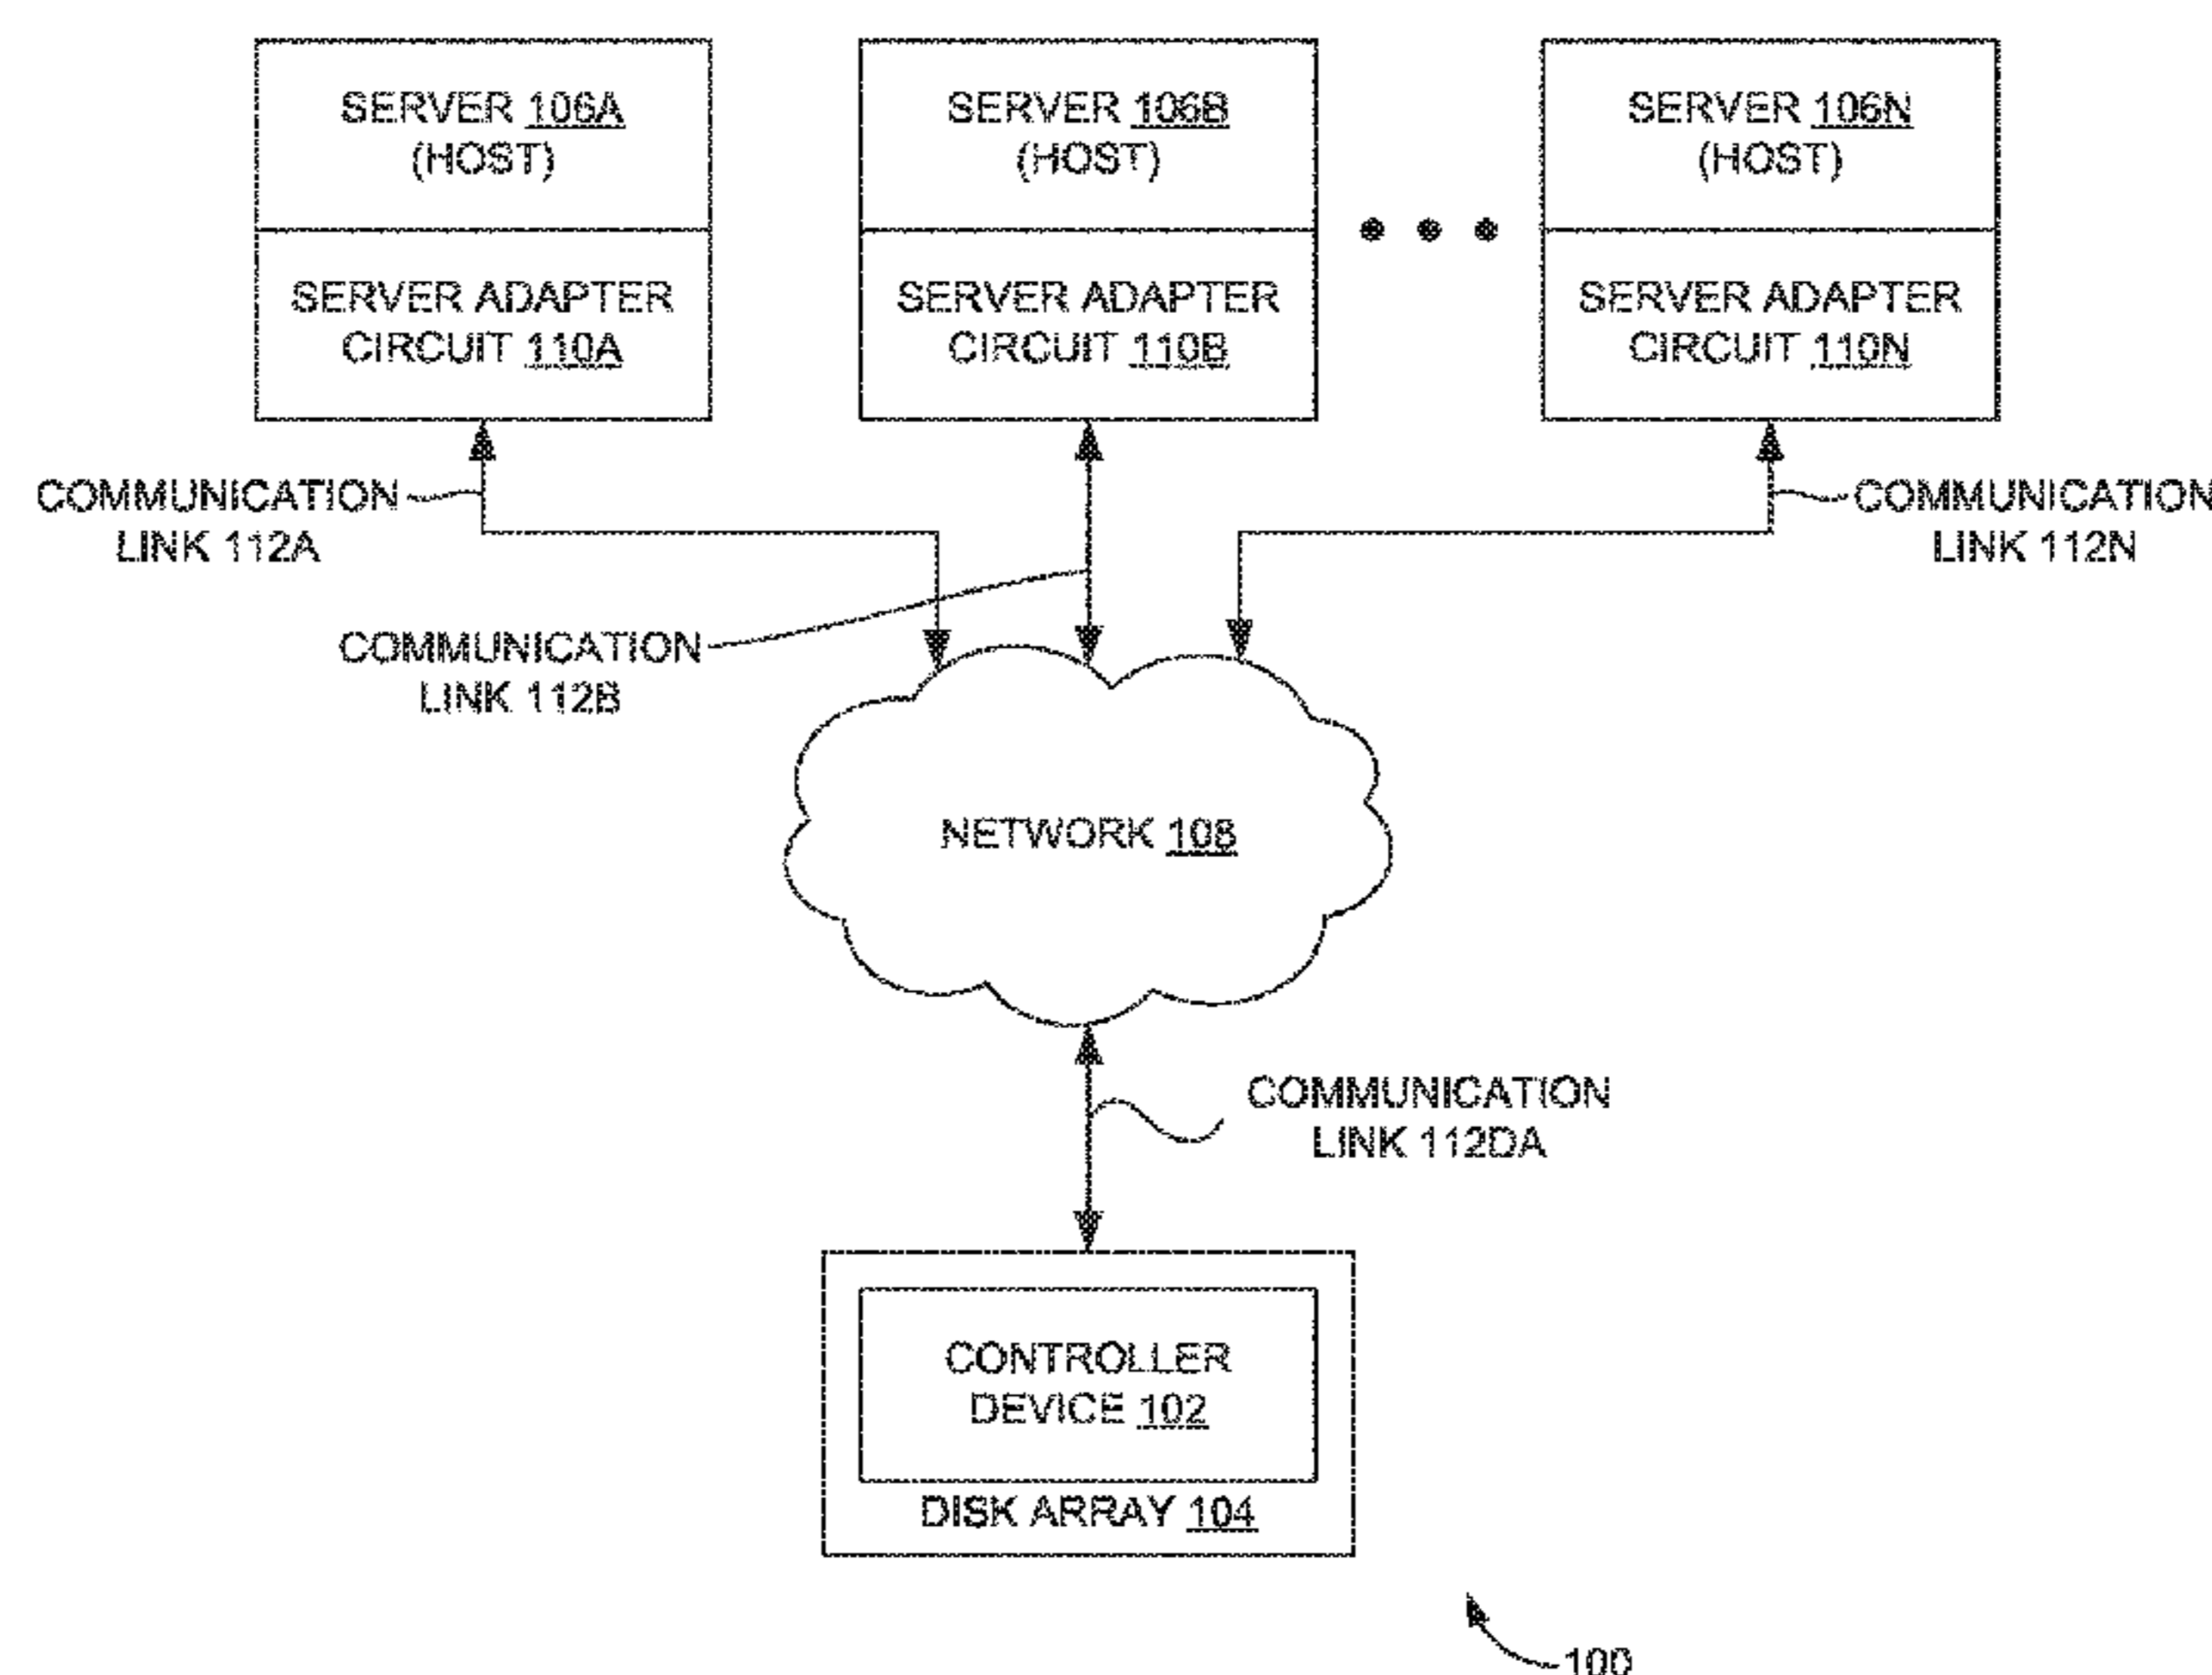 SERVER 106A
(HOST)
SERVER ADAPTER
CIRCUIT 110A
SERVER 106B
(HOST)
SERVER ADAPTER
CIRCUIT 110B
SERVER 106N
(HOST)
SERVER ADAPTER
CIRCUIT 110N
COMMUNICATION
LINK 112A
COMMUNICATION
LINK 112N
COMMUNICATION
LINK 112B
NETWORK 108
COMMUNICATION
LINK 112DA
CONTROLLER
DEVICE 102
DISK ARRAY 104
100